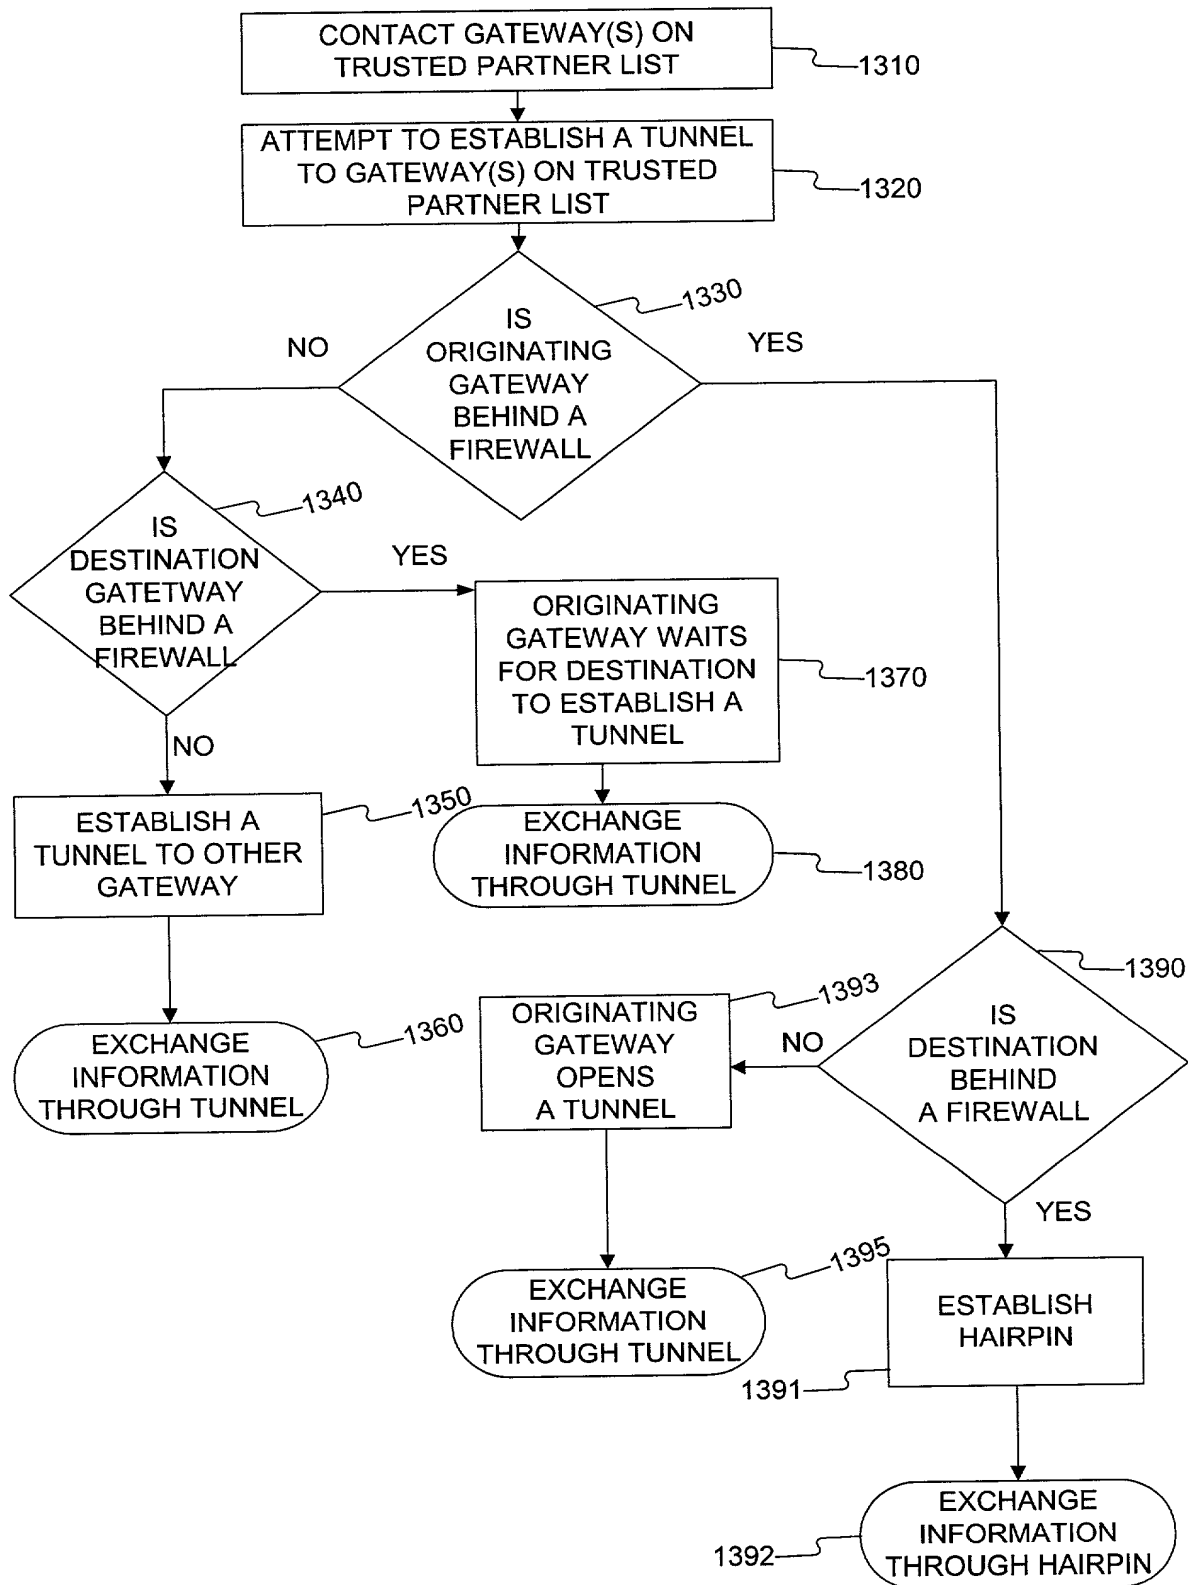 CONTACT GATEWAY(S) ON
TRUSTED PARTNER LIST
1310
ATTEMPT TO ESTABLISH A TUNNEL
TO GATEWAY(S) ON TRUSTED
PARTNER LIST
1320
1330
IS
ORIGINATING
GATEWAY
BEHIND A
FIREWALL
NO
YES
1340
IS
DESTINATION
GATETWAY
BEHIND A
FIREWALL
YES
ORIGINATING
GATEWAY WAITS
FOR DESTINATION
TO ESTABLISH A
TUNNEL
1370
NO
1350
ESTABLISH A
TUNNEL TO OTHER
GATEWAY
EXCHANGE
INFORMATION
THROUGH TUNNEL
1380
1360
EXCHANGE
INFORMATION
THROUGH TUNNEL
1390
IS
DESTINATION
BEHIND
A FIREWALL
NO
1393
ORIGINATING
GATEWAY
OPENS
A TUNNEL
YES
1395
EXCHANGE
INFORMATION
THROUGH TUNNEL
ESTABLISH
HAIRPIN
1391
EXCHANGE
INFORMATION
THROUGH HAIRPIN
1392